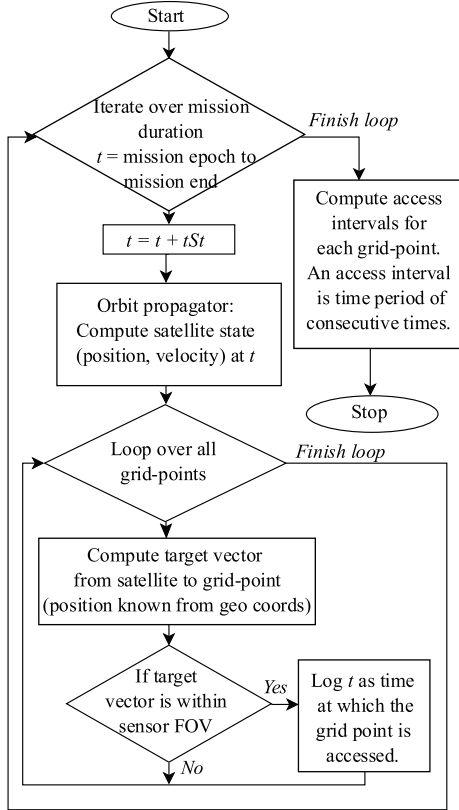 Start
Iterate over mission
duration
t = mission epoch to
mission end
Finish loop
t = t + tSt
Compute access
intervals for
each grid-point.
An access interval
is time period of
consecutive times.
Orbit propagator:
Compute satellite state
(position, velocity) at t
Stop
Loop over all
grid-points
Finish loop
Compute target vector
from satellite to grid-point
(position known from geo coords)
If target
vector is within
sensor FOV
Yes
Log t as time
at which the
grid point is
accessed.
No